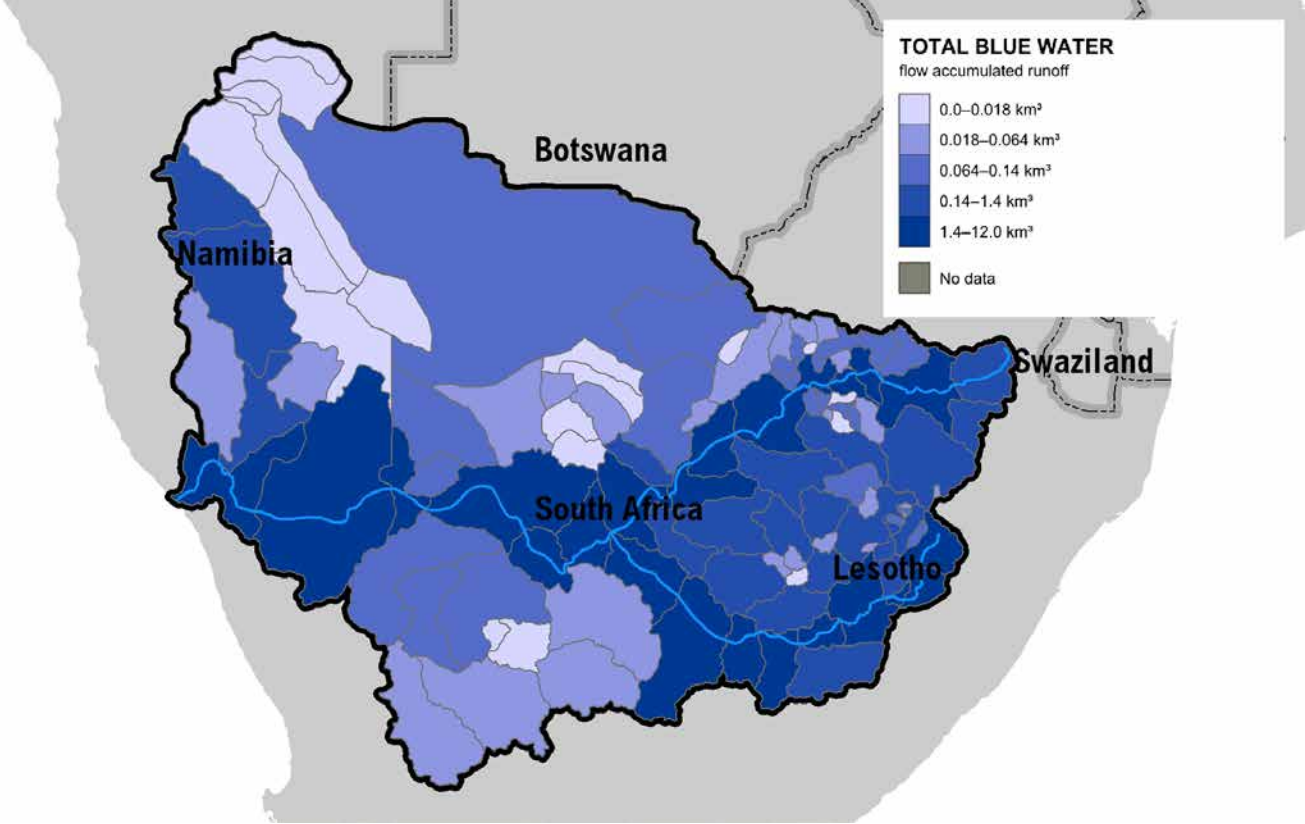 TOTAL BLUE WATER
flow accumulated runoff
0.0–0.018 km³
0.018–0.064 km³
0.064–0.14 km³
0.14–1.4 km³
1.4–12.0 km³
No data
Botswana
Namibia
Swaziland
South Africa
Lesotho